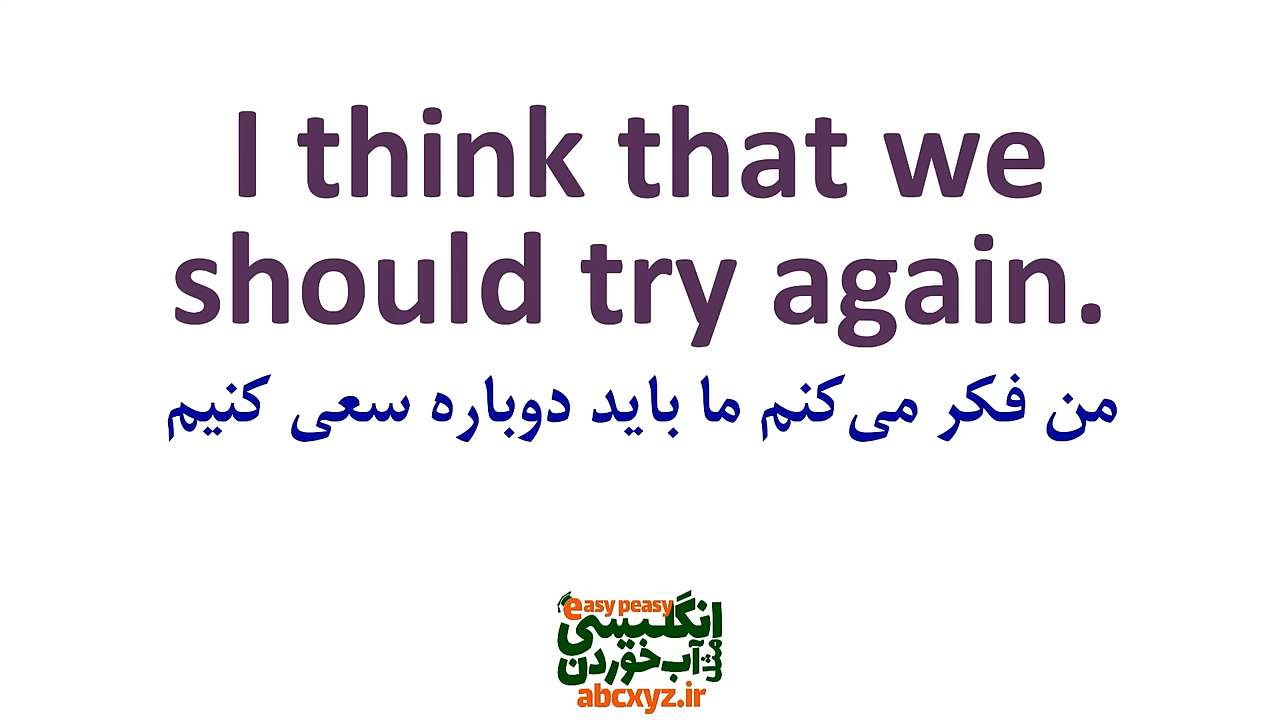 I think that we
should try again.
من فکر می‌کنم ما باید دوباره سعی کنیم
easy peasy
انگلیسی
مثل آب خوردن
abcxyz.ir